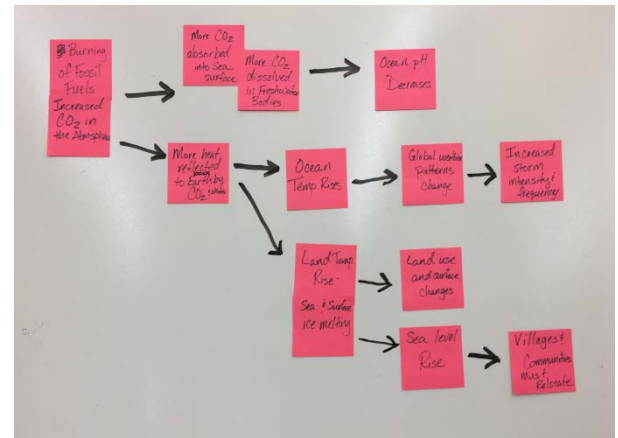 Burning
of Fossil
Fuels
Increased
CO2 in
the Atmosphere
More CO2
absorbed
into Sea
surface
More CO2
dissolved
in Freshwater
Bodies
Ocean pH
Decreases
More heat
reflected
to Earth by
CO2
Ocean
Temp. Rises
Global weather
patterns
Change
Increased
storm
intensity &
frequency
Land Temp
Rise-
Sea & Surface
ice melting
Land use
and surface
changes
Sea level
Rise
Villages &
Communities
Must
Relocate